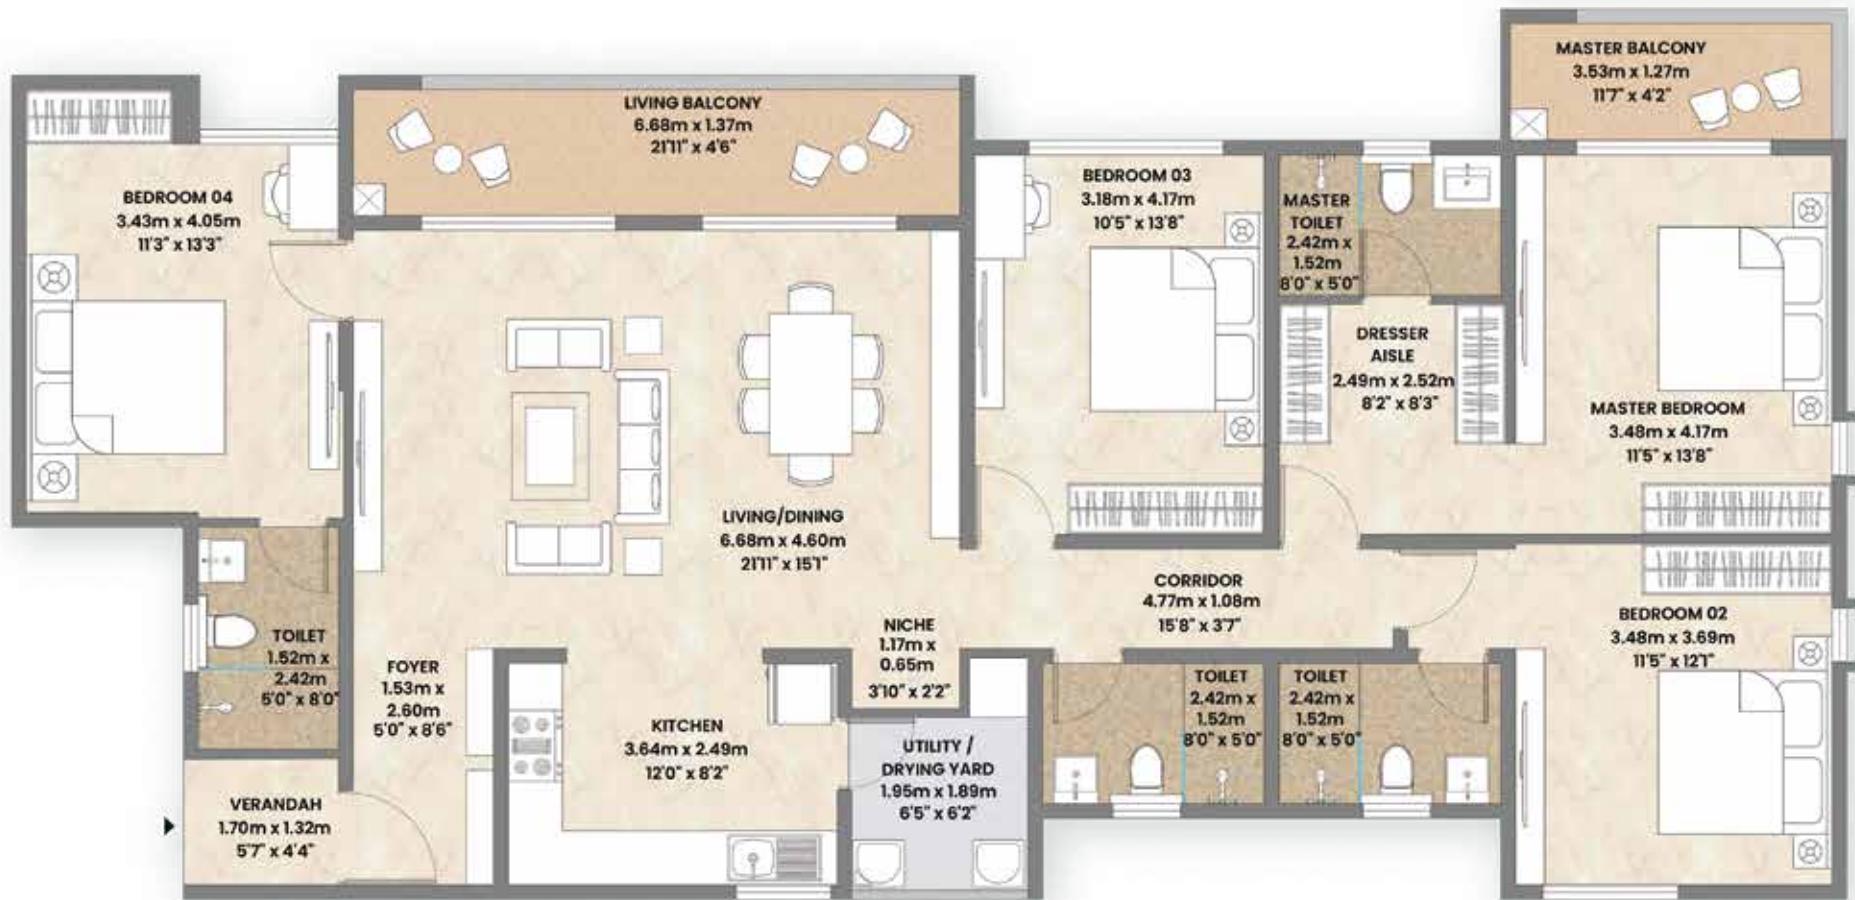 MASTER BALCONY
3.53m x 1.27m
11'7" x 4'2"
LIVING BALCONY
6.68m x 1.37m
21'11" x 4'6"
BEDROOM 04
3.43m x 4.05m
11'3" x 13'3"
BEDROOM 03
3.18m x 4.17m
10'5" x 13'8"
MASTER
TOILET
2.42m x
1.52m
8'0" x 5'0"
DRESSER
AISLE
2.49m x 2.52m
8'2" x 8'3"
MASTER BEDROOM
3.48m x 4.17m
11'5" x 13'8"
LIVING/DINING
6.68m x 4.60m
21'11" x 15'1"
CORRIDOR
4.77m x 1.08m
15'8" x 3'7"
BEDROOM 02
3.48m x 3.69m
11'5" x 12'1"
NICHE
1.17m x
0.65m
3'10" x 2'2"
TOILET
1.52m x
2.42m
5'0" x 8'0"
FOYER
1.53m x
2.60m
5'0" x 8'6"
KITCHEN
3.64m x 2.49m
12'0" x 8'2"
TOILET
2.42m x
1.52m
8'0" x 5'0"
TOILET
2.42m x
1.52m
8'0" x 5'0"
UTILITY /
DRYING YARD
1.95m x 1.89m
6'5" x 6'2"
VERANDAH
1.70m x 1.32m
5'7" x 4'4"